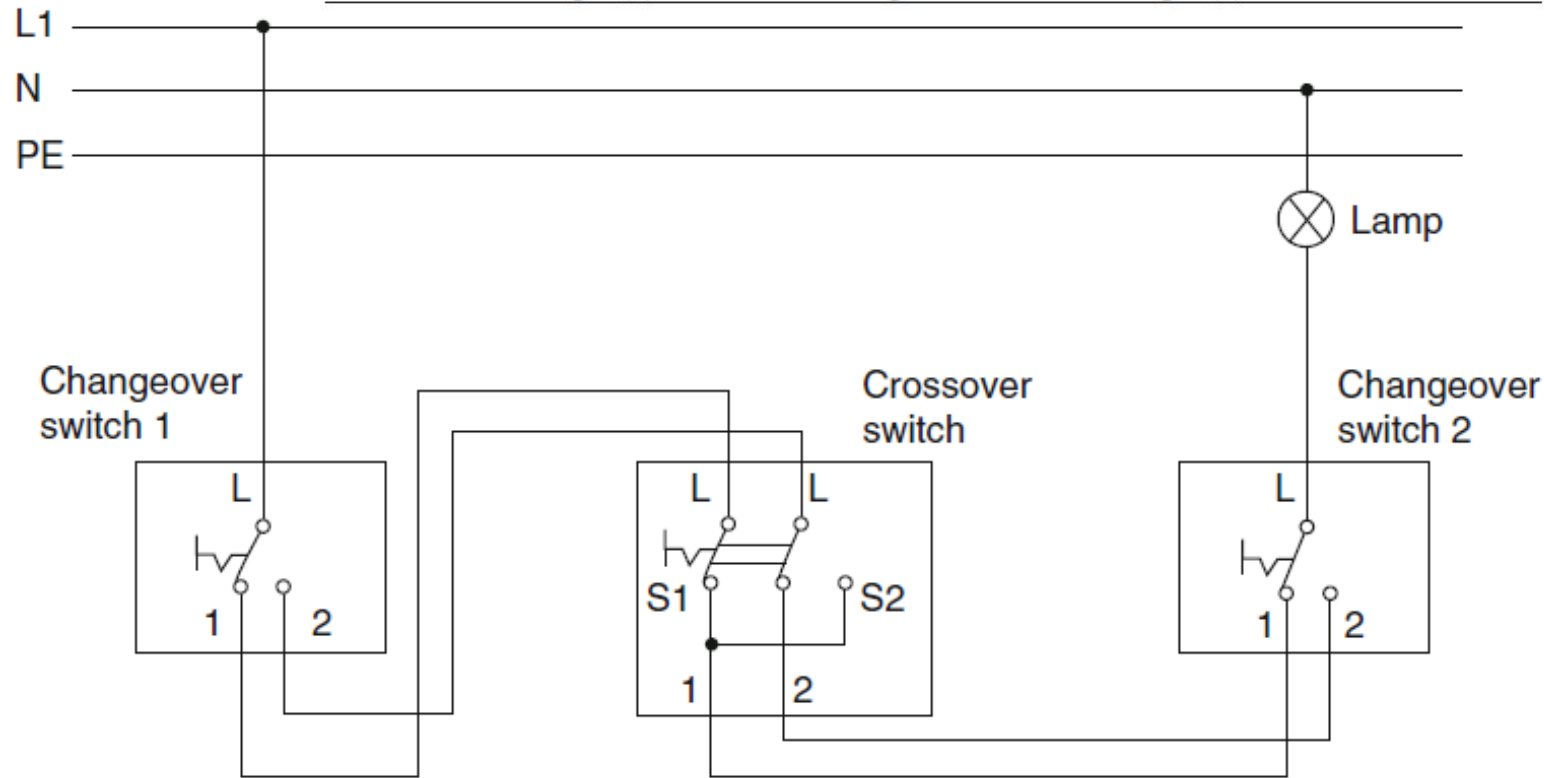 L1
N
PE
Lamp
Changeover
switch 1
Crossover
switch
Changeover
switch 2
L
L
L
L
S1
S2
1
2
1
2
1
2